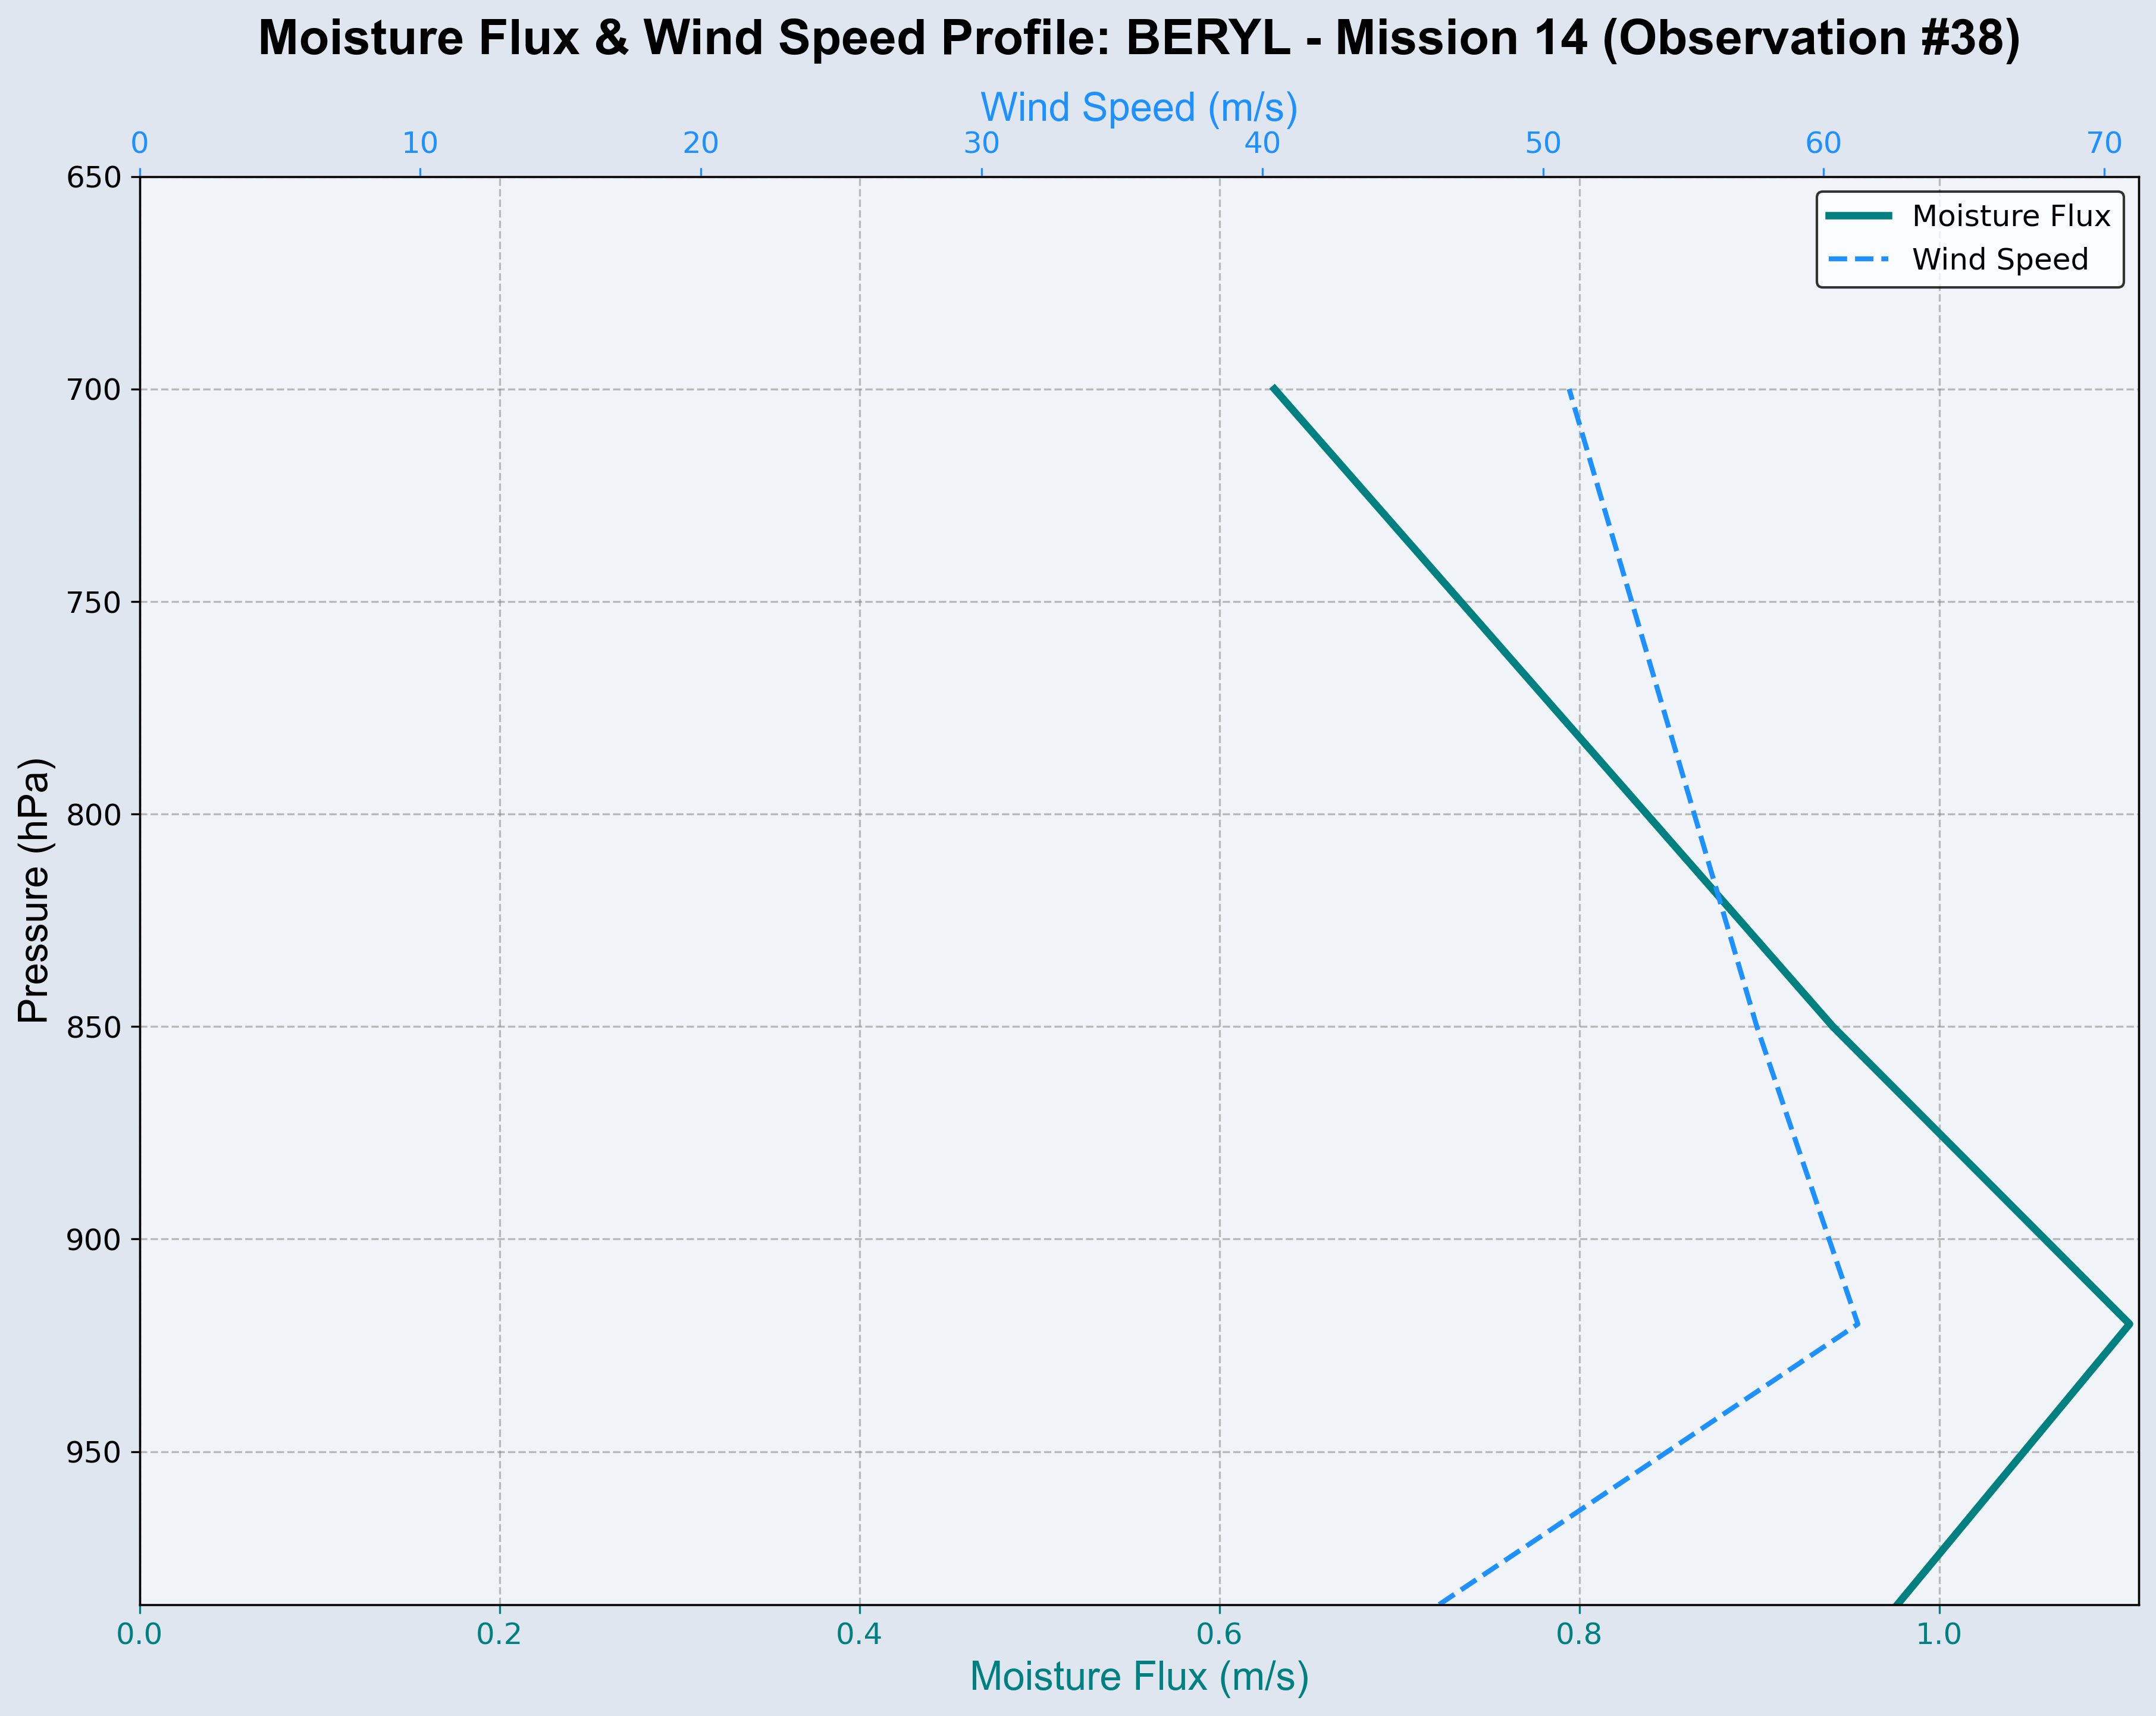 Moisture Flux & Wind Speed Profile: BERYL - Mission 14 (Observation #38)
Wind Speed (m/s)
0 10 20 30 40 50 60 70
650
Moisture Flux
Wind Speed
700
750
800
Pressure (hPa)
850
900
950
0.0 0.2 0.4 0.6 0.8 1.0
Moisture Flux (m/s)